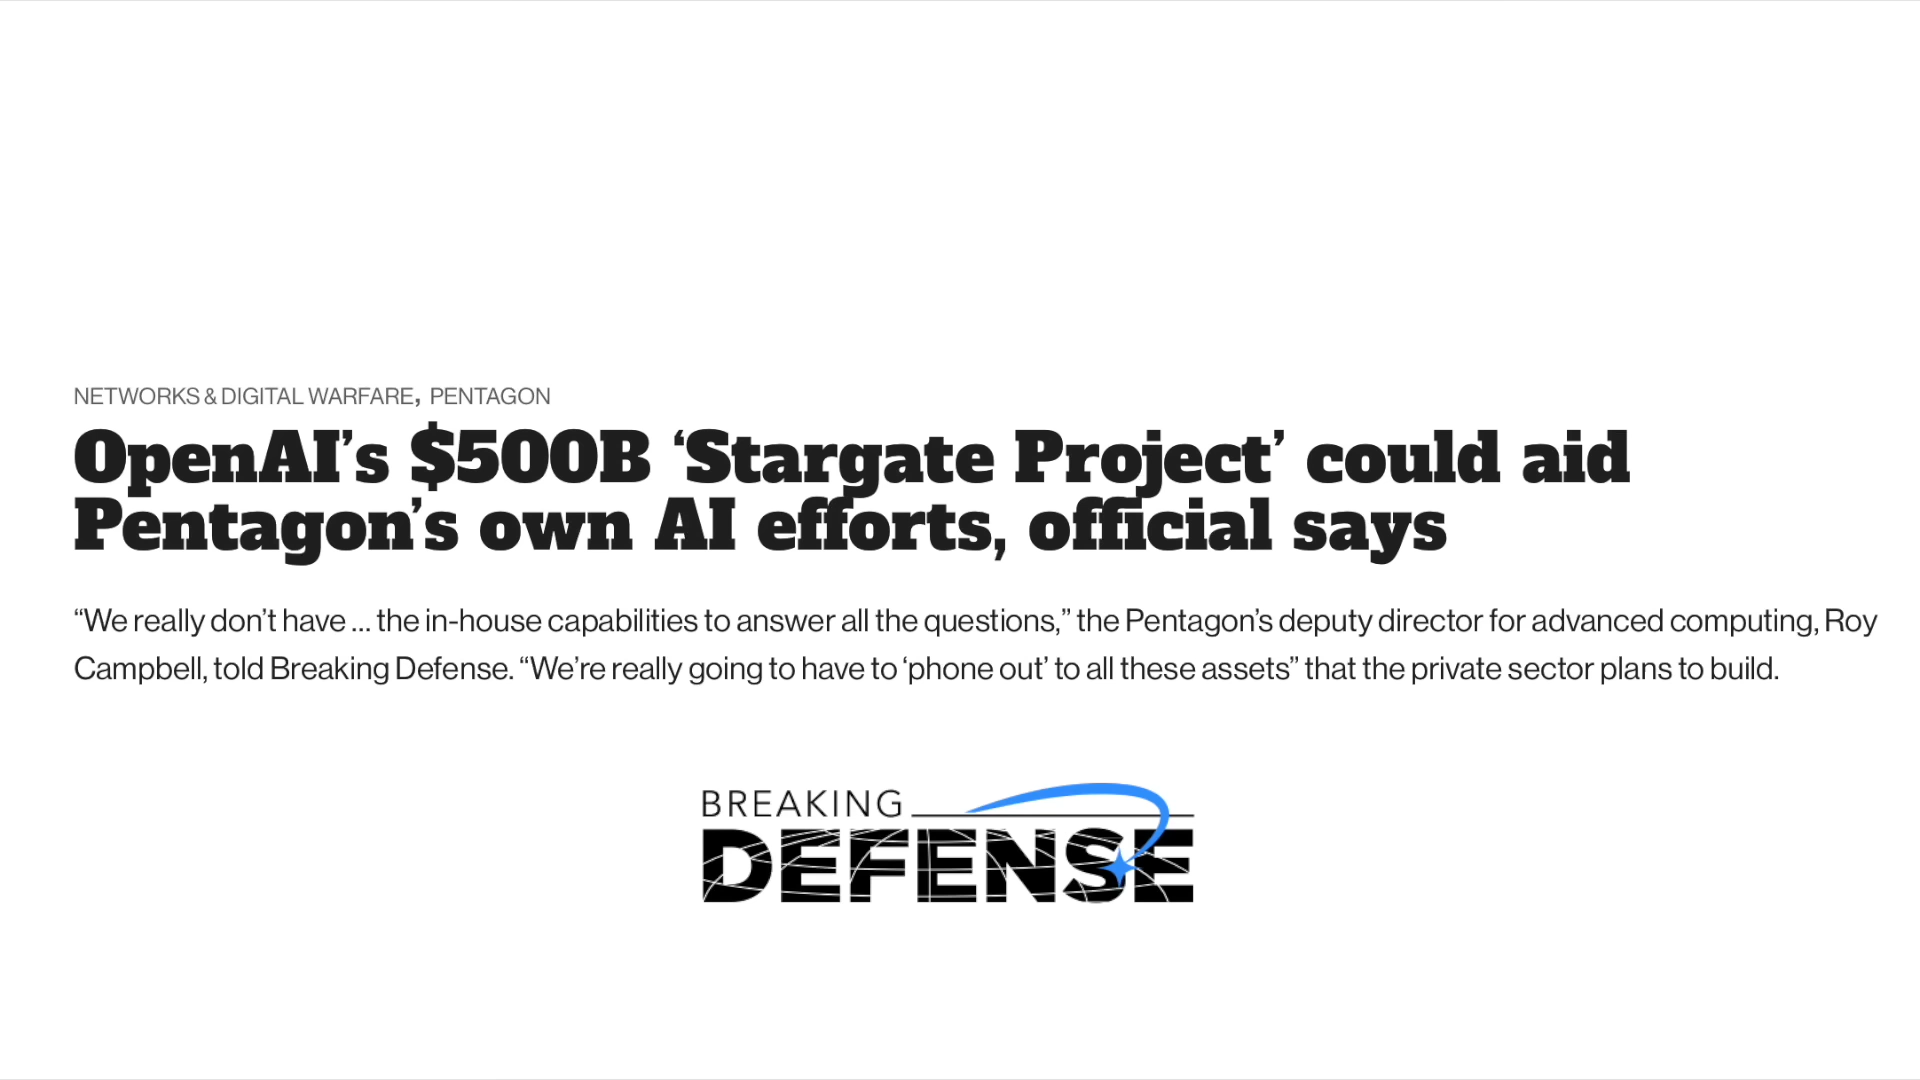 NETWORKS & DIGITAL WARFARE, PENTAGON
OpenAI’s $500B ‘Stargate Project’ could aid
Pentagon’s own AI efforts, official says
“We really don’t have ... the in-house capabilities to answer all the questions,” the Pentagon’s deputy director for advanced computing, Roy
Campbell, told Breaking Defense. “We’re really going to have to ‘phone out’ to all these assets” that the private sector plans to build.
BREAKING
DEFENSE